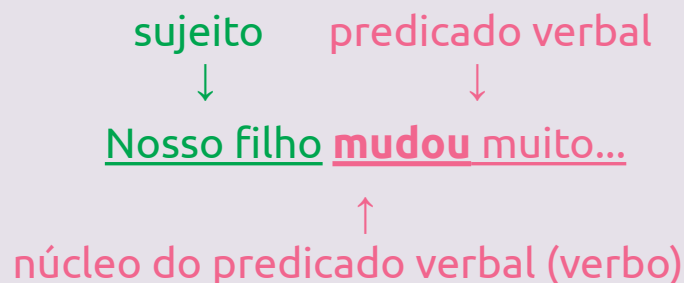 sujeito predicado verbal
↓ ↓
Nosso filho mudou muito...
↑
núcleo do predicado verbal (verbo)